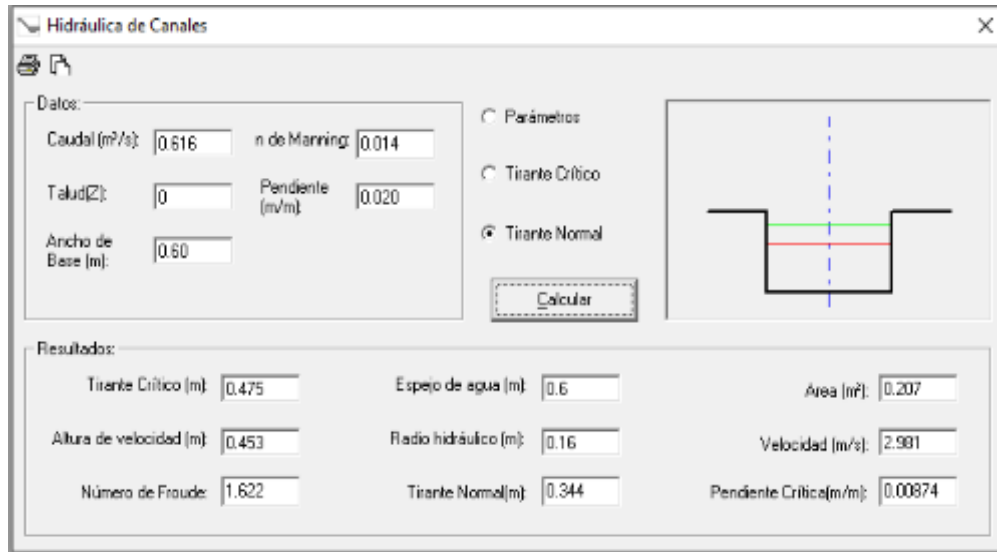 Hidráulica de Canales
Datos:
Caudal (m³/s): 0.616 n de Manning: 0.014
Talud(Z): 0 Pendiente (m/m): 0.020
Ancho de Base (m): 0.60
Parámetros
Tirante Crítico
Tirante Normal
Calcular
Resultados:
Tirante Crítico (m): 0.475 Espejo de agua (m): 0.6 Area (m²): 0.207
Altura de velocidad (m): 0.453 Radio hidráulico (m): 0.16 Velocidad (m/s): 2.981
Número de Froude: 1.622 Tirante Normal(m): 0.344 Pendiente Crítica(m/m): 0.00874